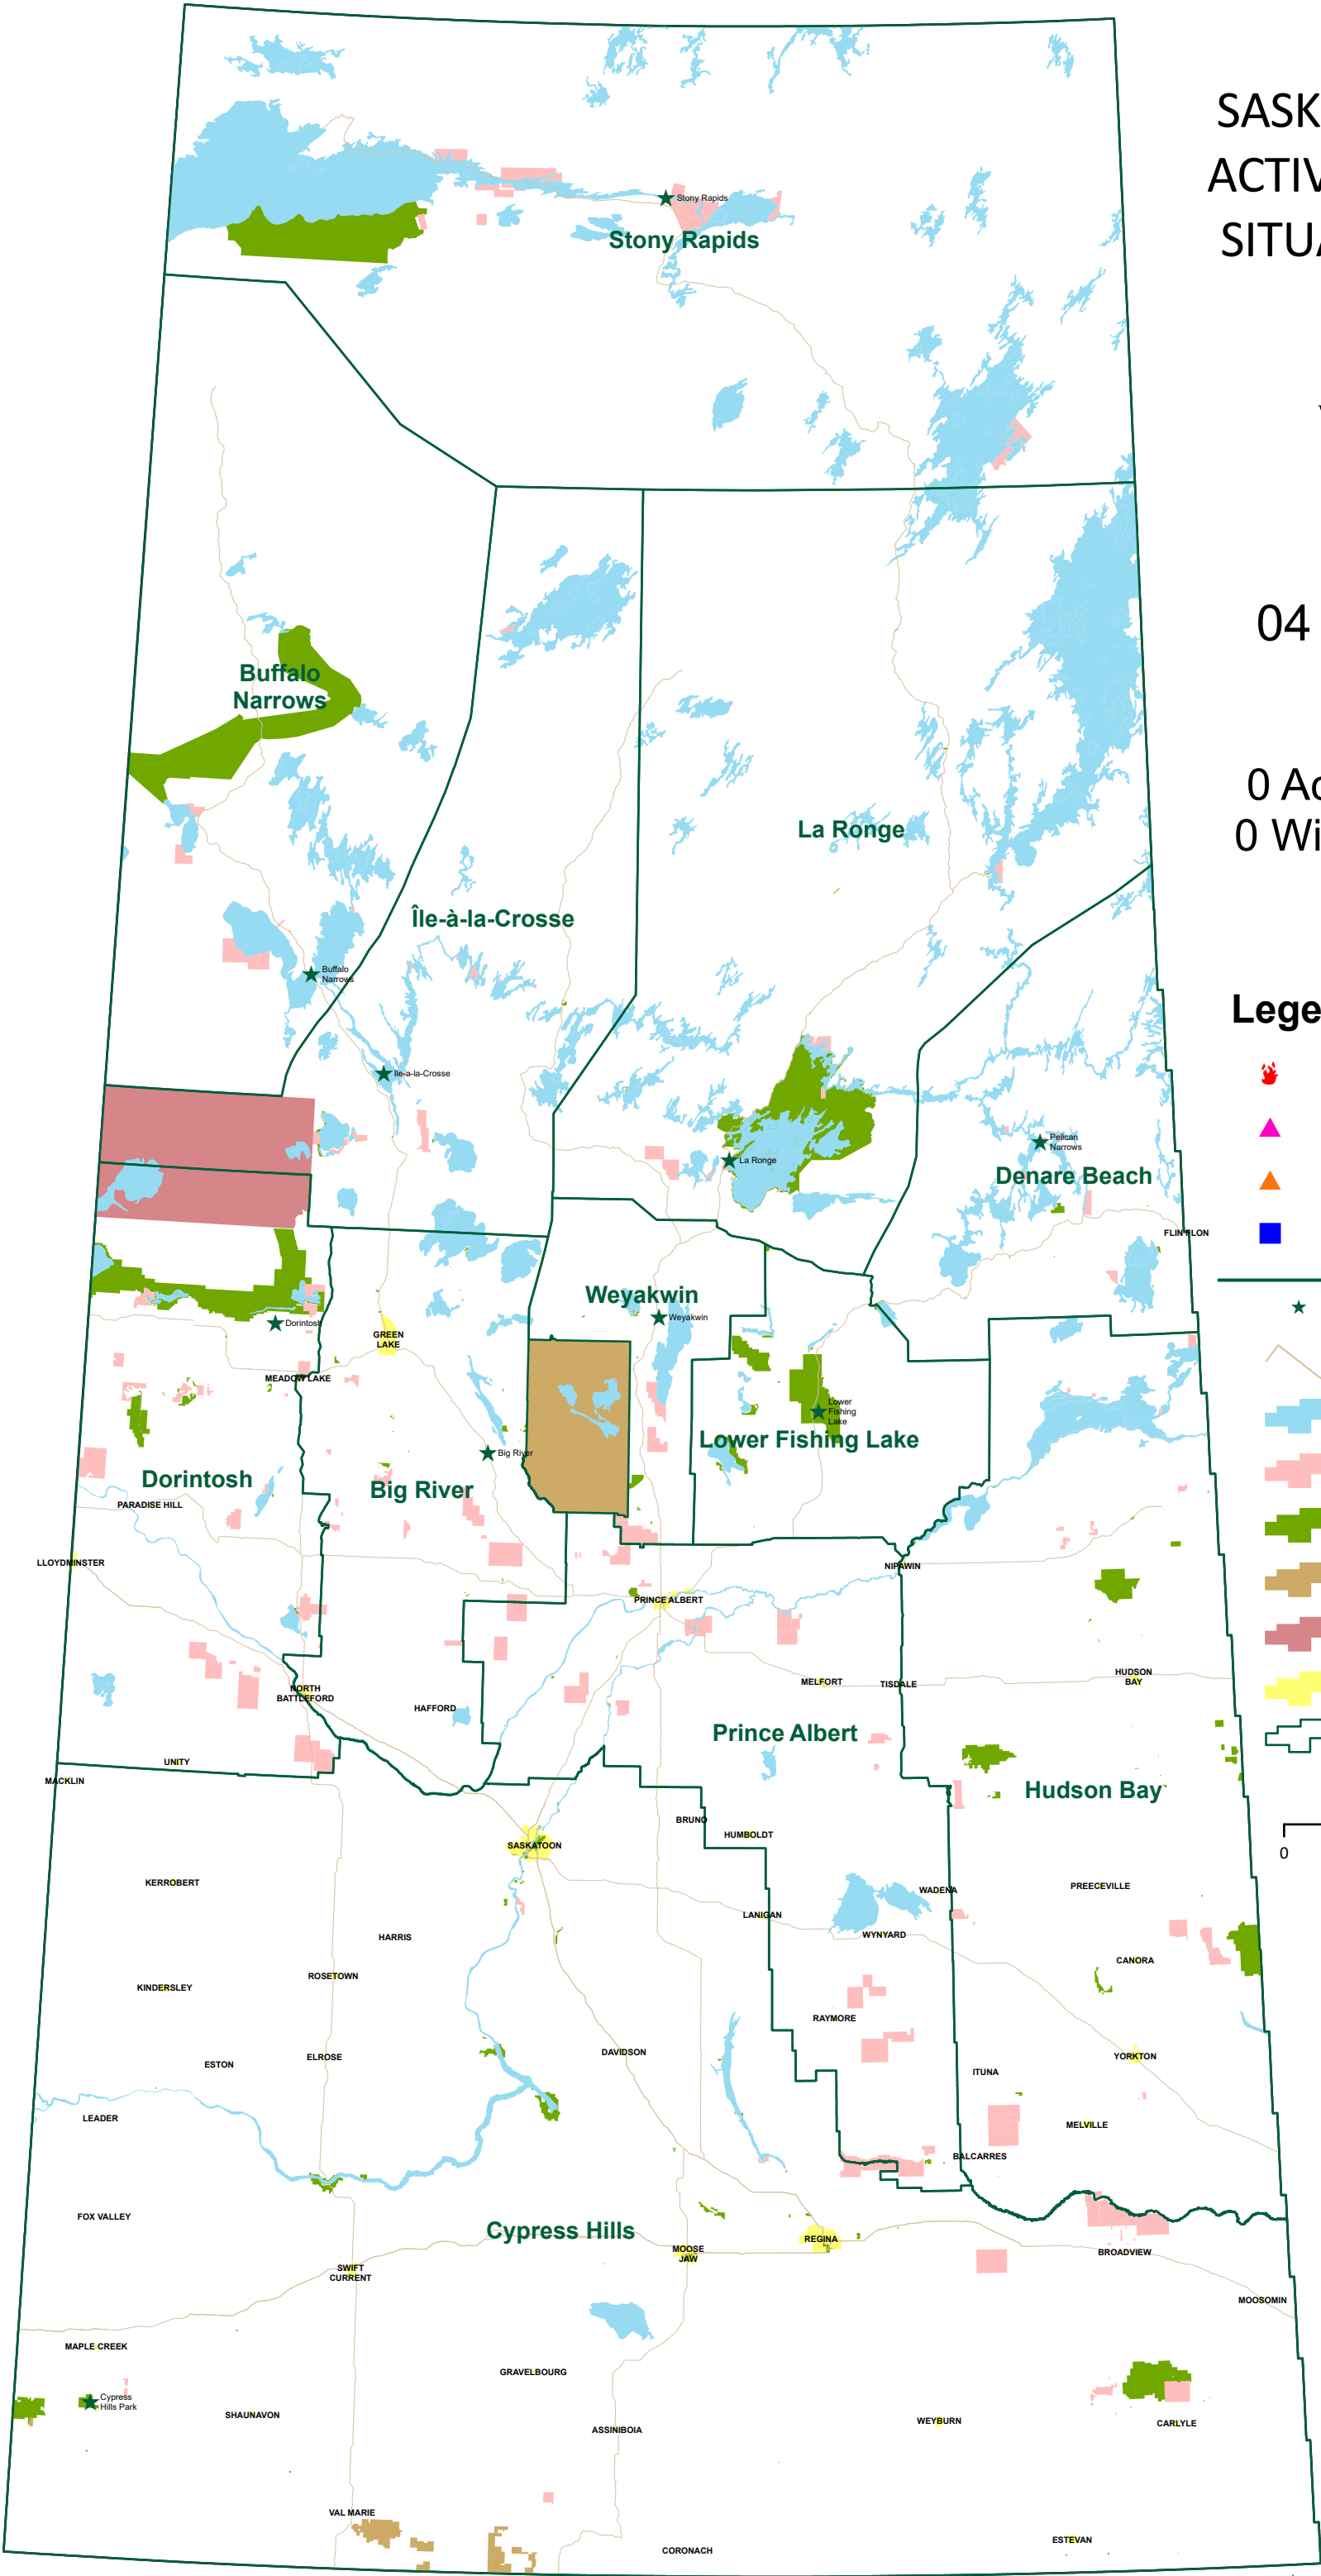 SASK
ACTIV
SITUA
04
0 Ac
0 Wi
Lege
0
Stony Rapids
Stony Rapids
Buffalo
Narrows
La Ronge
Île-à-la-Crosse
Buffalo
Narrows
Ile-a-la-Crosse
La Ronge
Pelican
Narrows
Denare Beach
FLIN FLON
Weyakwin
Weyakwin
Dorintosh
GREEN
LAKE
MEADOW LAKE
Lower
Fishing
Lake
Lower Fishing Lake
Big River
Dorintosh
Big River
PARADISE HILL
LLOYDMINSTER
NIPAWIN
PRINCE ALBERT
HUDSON
BAY
MELFORT
TISDALE
NORTH
BATTLEFORD
HAFFORD
Prince Albert
UNITY
MACKLIN
Hudson Bay
BRUNO
HUMBOLDT
SASKATOON
KERROBERT
PREECEVILLE
WADENA
LANIGAN
WYNYARD
HARRIS
CANORA
ROSETOWN
KINDERSLEY
RAYMORE
DAVIDSON
YORKTON
ELROSE
ESTON
ITUNA
LEADER
MELVILLE
BALCARRES
FOX VALLEY
Cypress Hills
REGINA
MOOSE
JAW
BROADVIEW
SWIFT
CURRENT
MOOSOMIN
MAPLE CREEK
GRAVELBOURG
Cypress
Hills Park
SHAUNAVON
WEYBURN
CARLYLE
ASSINIBOIA
VAL MARIE
ESTEVAN
CORONACH